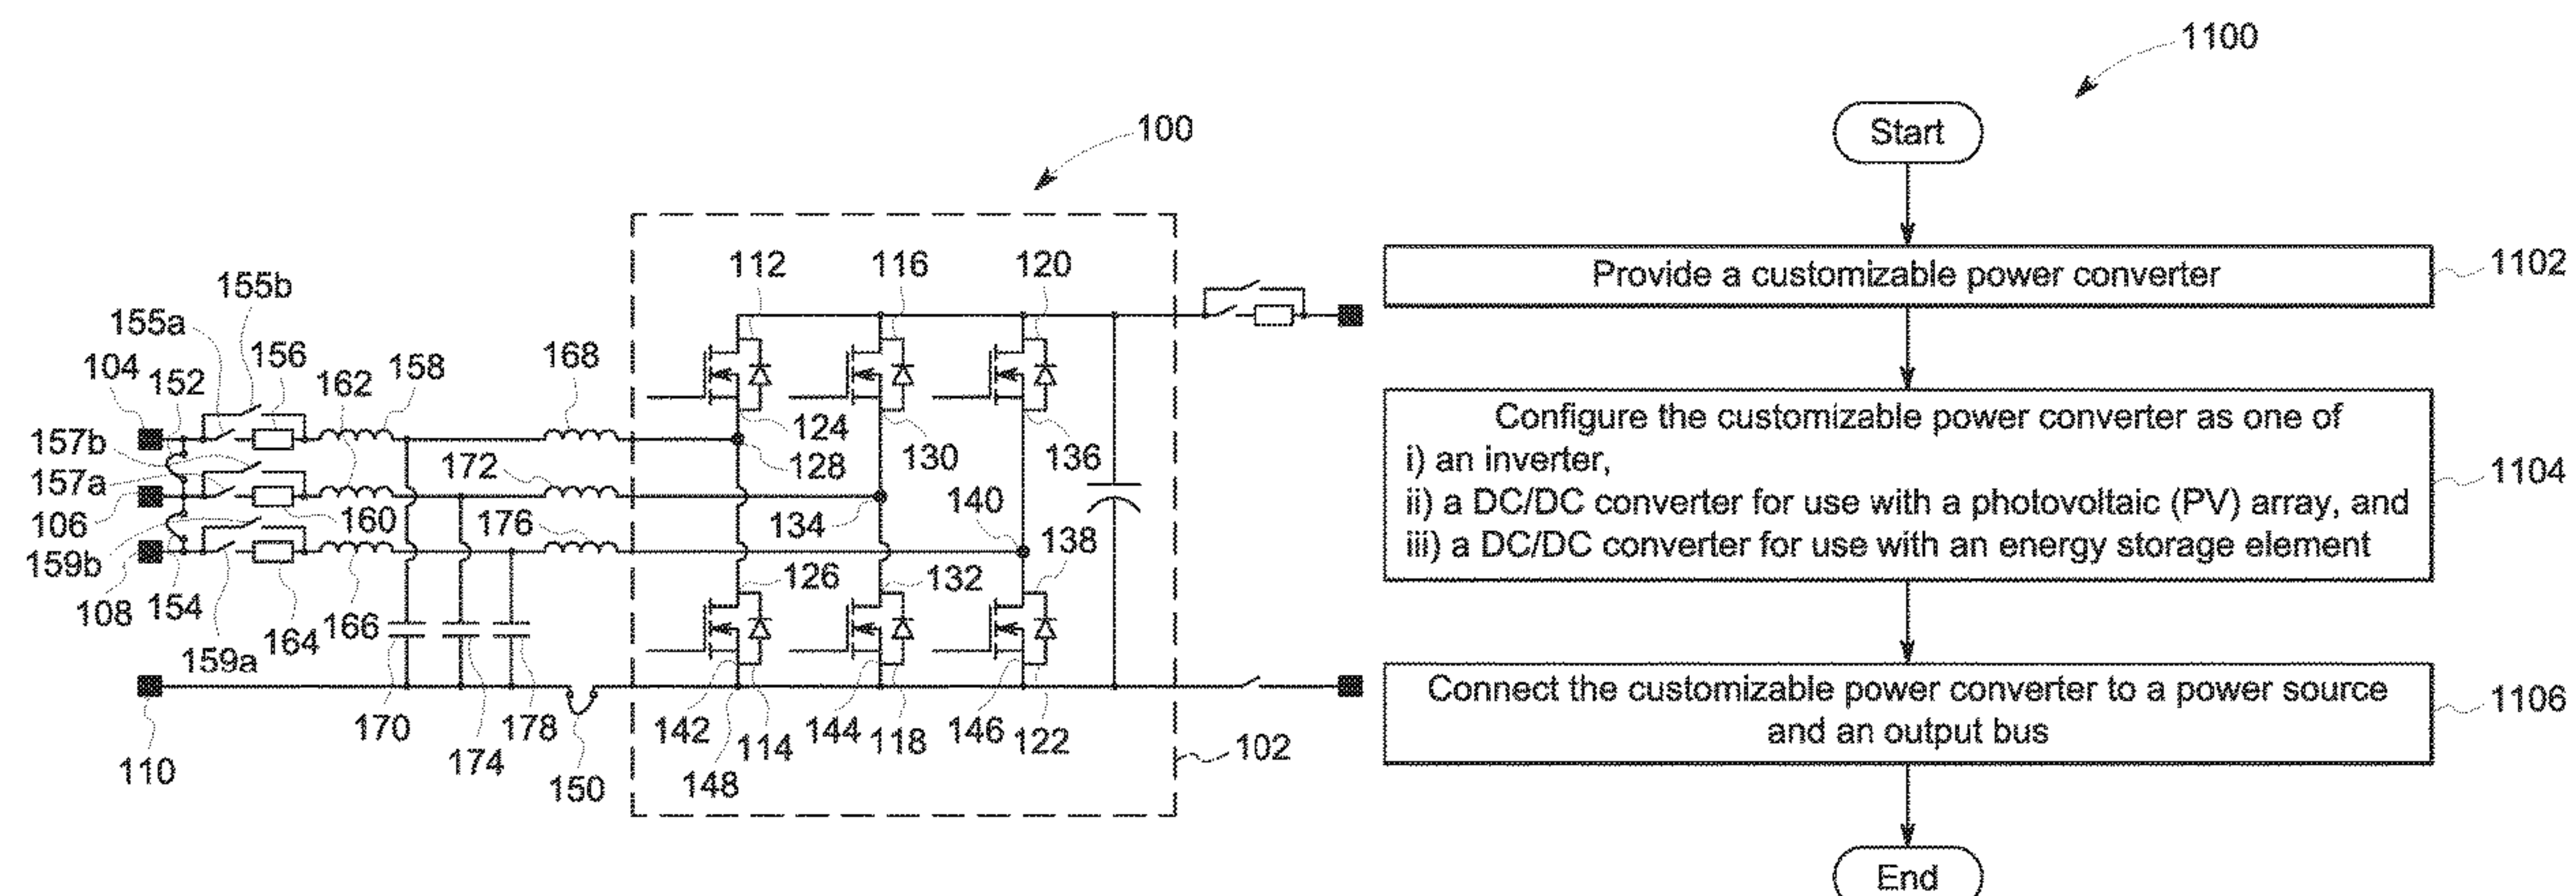 1100
100
Start
112 116 120
155b
155a
104 152 156 162 158 168
157b
157a
106
172
124
128 130 136
160
176 134 140
138
159b
108 154
159a 164 166
126 132
110
170 174 178 150
142 114 144 118 146 122
148
102
Provide a customizable power converter
1102
Configure the customizable power converter as one of
i) an inverter,
ii) a DC/DC converter for use with a photovoltaic (PV) array, and
iii) a DC/DC converter for use with an energy storage element
1104
Connect the customizable power converter to a power source
and an output bus
1106
End